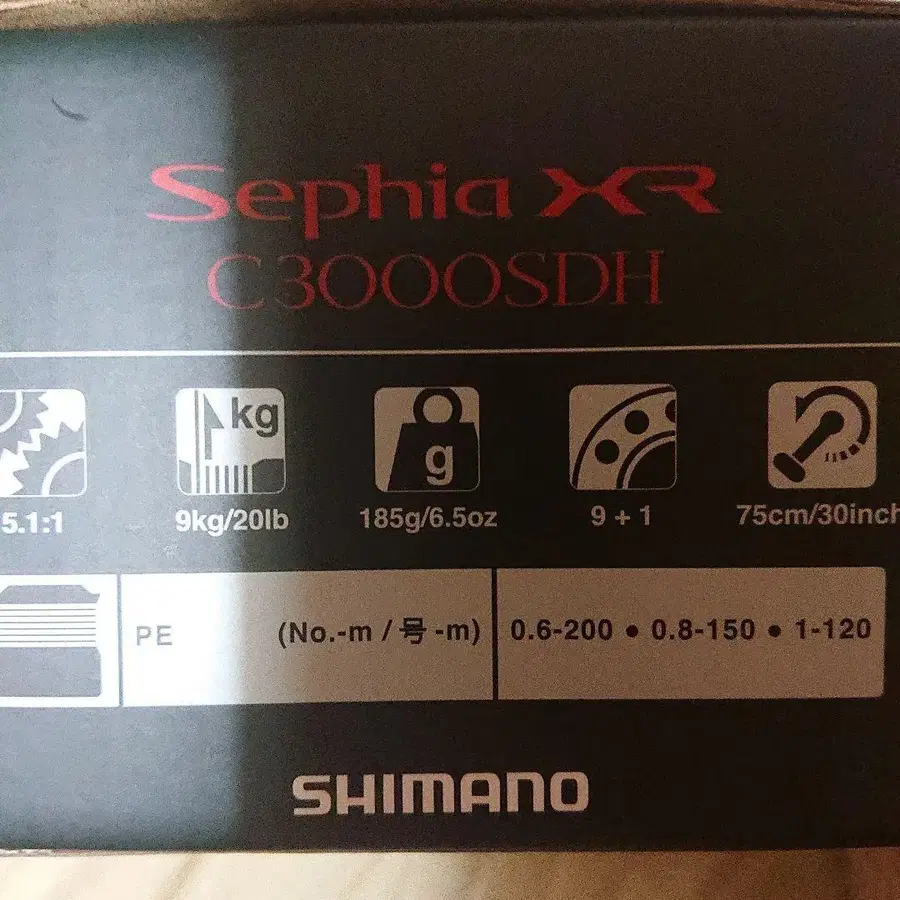 Sephia XR
C3000SDH
kg
g
5.1:1
9kg/20lb
185g/6.5oz
9 + 1
75cm/30inch
PE (No.-m / 号 -m) 0.6-200 ● 0.8-150 ● 1-120
SHIMANO